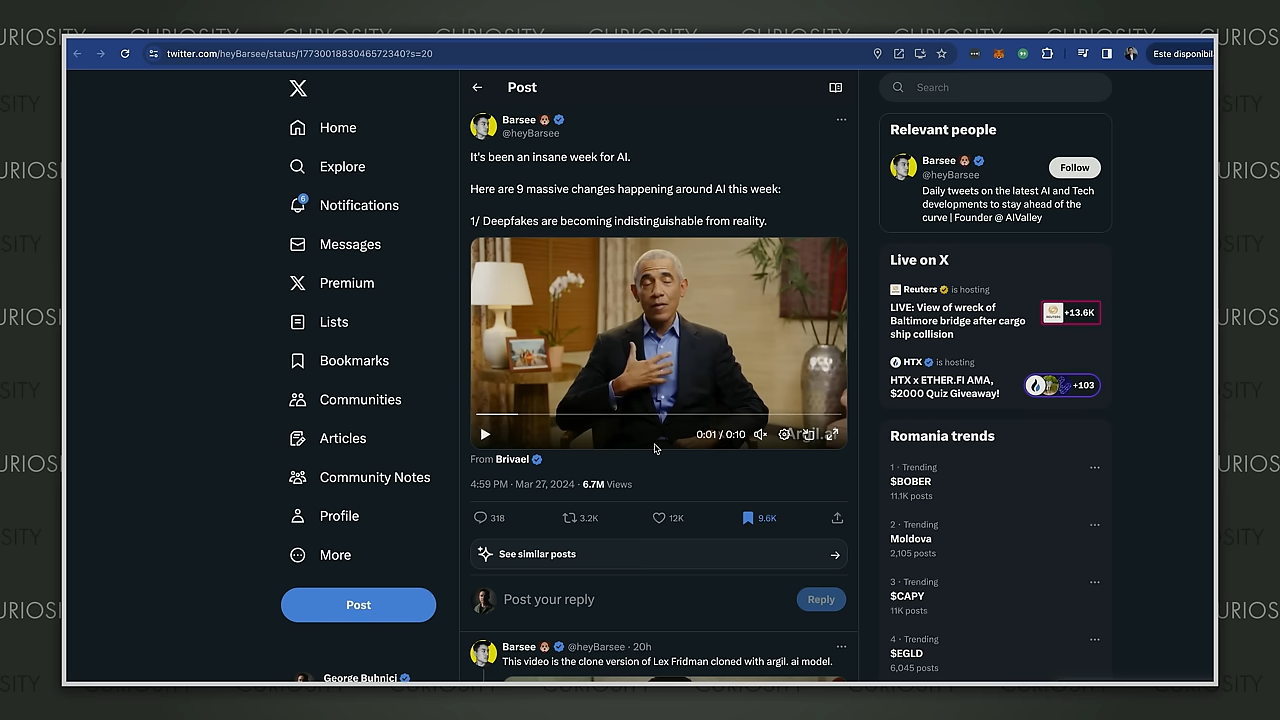 CURIOSITY CURIOSITY CURIOSITY CURIOSITY CURIOSITY CURIOSITY
twitter.com/heyBarsee/status/1773001883046572340?s=20
Este disponibil
Home
Explore
6
Notifications
Messages
Premium
Lists
Bookmarks
Communities
Articles
Community Notes
Profile
More
Post
George Buhnici
Post
Barsee
@heyBarsee
It's been an insane week for AI.
Here are 9 massive changes happening around AI this week:
1/ Deepfakes are becoming indistinguishable from reality.
0:01 / 0:10
Argil.ai
From Brivael
4:59 PM · Mar 27, 2024 · 6.7M Views
318 3.2K 12K 9.6K
See similar posts
Post your reply
Reply
Barsee @heyBarsee · 20h
This video is the clone version of Lex Fridman cloned with argil. ai model.
Search
Relevant people
Barsee
@heyBarsee
Follow
Daily tweets on the latest AI and Tech
developments to stay ahead of the
curve | Founder @ AIValley
Live on X
Reuters is hosting
LIVE: View of wreck of
Baltimore bridge after cargo
ship collision
+13.6K
HTX is hosting
HTX x ETHER.FI AMA,
$2000 Quiz Giveaway!
+103
Romania trends
1 · Trending
$BOBER
11.1K posts
2 · Trending
Moldova
2,105 posts
3 · Trending
$CAPY
11K posts
4 · Trending
$EGLD
6,045 posts